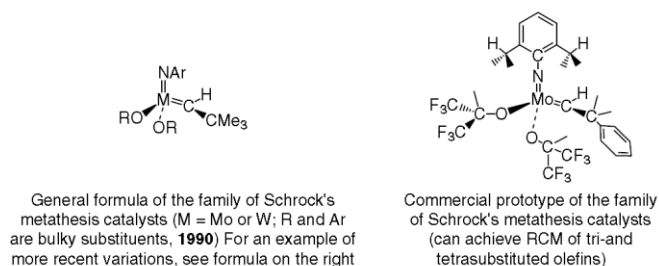 NAr
M
H
RO
OR
CMe3
General formula of the family of Schrock's
metathesis catalysts (M = Mo or W; R and Ar
are bulky substituents, 1990) For an example of
more recent variations, see formula on the right
H
H
C
N
Mo
C
H
F3C
C
O
F3C
C
O
C
CF3
CF3
Commercial prototype of the family
of Schrock's metathesis catalysts
(can achieve RCM of tri-and
tetrasubstituted olefins)